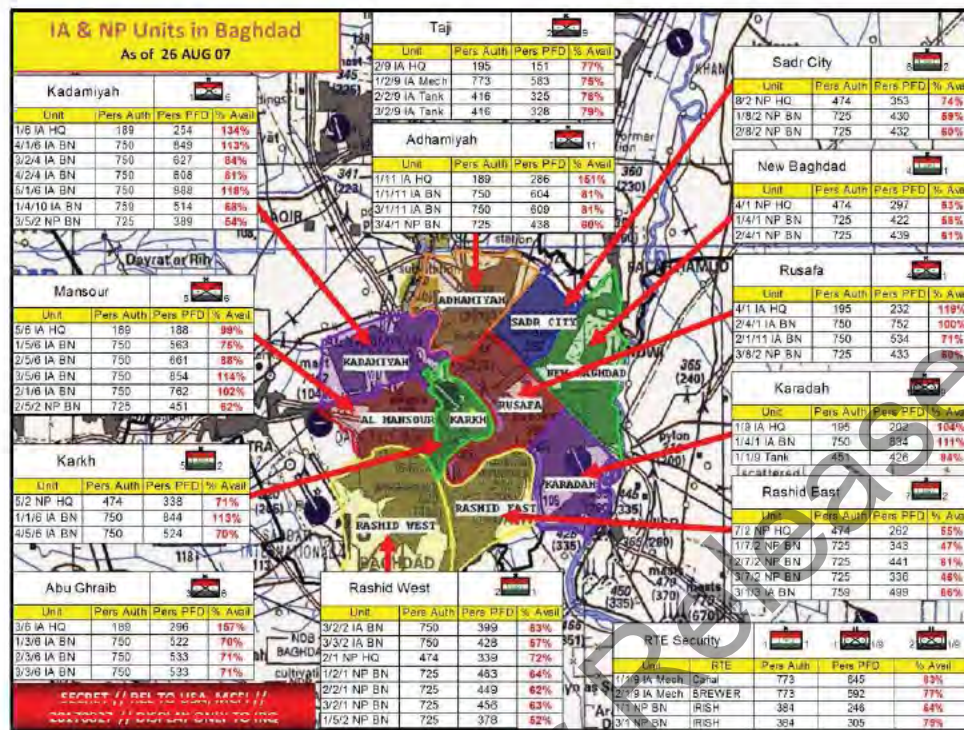 IA & NP Units in Baghdad
As of 26 AUG 07
Kadamiyah
Unit Pers Auth Pers PFD % Avail
1/6 IA HQ 189 254 134%
4/1/6 IA BN 750 849 113%
3/2/4 IA BN 750 627 84%
4/2/4 IA BN 750 608 81%
5/1/6 IA BN 750 888 118%
1/4/10 IA BN 759 514 68%
3/5/2 NP BN 725 389 54%
Mansour
Unit Pers Auth Pers PFD % Avail
5/6 IA HQ 189 188 99%
1/5/6 IA BN 750 563 75%
2/5/6 IA BN 750 661 88%
3/5/6 IA BN 750 854 114%
2/1/6 IA BN 750 762 102%
2/5/2 NP BN 725 451 62%
Karkh
Unit Pers Auth Pers PFD % Avail
5/2 NP HQ 474 338 71%
1/1/6 IA BN 750 844 113%
4/5/6 IA BN 750 524 70%
Abu Ghraib
Unit Pers Auth Pers PFD % Avail
3/6 IA HQ 189 296 157%
1/3/6 IA BN 750 522 70%
2/3/6 IA BN 750 533 71%
3/3/6 IA BN 750 533 71%
SECRET // REL TO USA, MCFI //
20170827 // DISPLAY ONLY TO IRQ
Taji
Unit Pers Auth Pers PFD % Avail
2/9 IA HQ 195 151 77%
1/2/9 IA Mech 773 583 75%
2/2/9 IA Tank 416 325 78%
3/2/9 IA Tank 416 328 79%
Adhamiyah
Unit Pers Auth Pers PFD % Avail
1/11 IA HQ 189 286 151%
1/1/11 IA BN 750 604 81%
3/1/11 IA BN 750 609 81%
3/4/1 NP BN 725 438 60%
station
Dayrat ar Rih
ADHAMIYAH
SADR CITY
KADAMIYAH
NEW BAGHDAD
RUSAFA
AL MANSOUR
KARKH
KARADAH
RASHID EAST
RASHID WEST
BAGHDAD
Rashid West
3/2/2 IA BN 750 399 53%
3/3/2 IA BN 750 428 57%
2/1 NP HQ 474 339 72%
1/2/1 NP BN 725 463 64%
2/2/1 NP BN 725 449 62%
3/2/1 NP BN 725 456 63%
1/5/2 NP BN 725 378 52%
Sadr City
Unit Pers Auth Pers PFD % Avail
8/2 NP HQ 474 353 74%
1/8/2 NP BN 725 430 59%
2/8/2 NP BN 725 432 60%
New Baghdad
Unit Pers Auth Pers PFD % Avail
4/1 NP HQ 474 297 63%
1/4/1 NP BN 725 422 58%
2/4/1 NP BN 725 439 61%
Rusafa
Unit Pers Auth Pers PFD % Avail
4/1 IA HQ 195 232 119%
2/4/1 IA BN 750 752 100%
2/1/11 IA BN 750 534 71%
3/8/2 NP BN 725 433 60%
Karadah
Unit Pers Auth Pers PFD % Avail
1/9 IA HQ 195 202 104%
1/4/1 IA BN 750 834 111%
1/1/9 Tank 451 426 94%
scattered
Rashid East
Unit Pers Auth Pers PFD % Avail
7/2 NP HQ 474 262 55%
1/7/2 NP BN 725 343 47%
2/7/2 NP BN 725 441 61%
3/7/2 NP BN 725 336 46%
3/1/3 IA BN 759 499 66%
RTE Security
Unit RTE Pers Auth Pers PFD % Avail
1/1/9 IA Mech Canal 773 645 83%
2/1/9 IA Mech BREWER 773 592 77%
1/1 NP BN IRISH 384 246 64%
3/1 NP BN IRISH 384 305 79%
Release